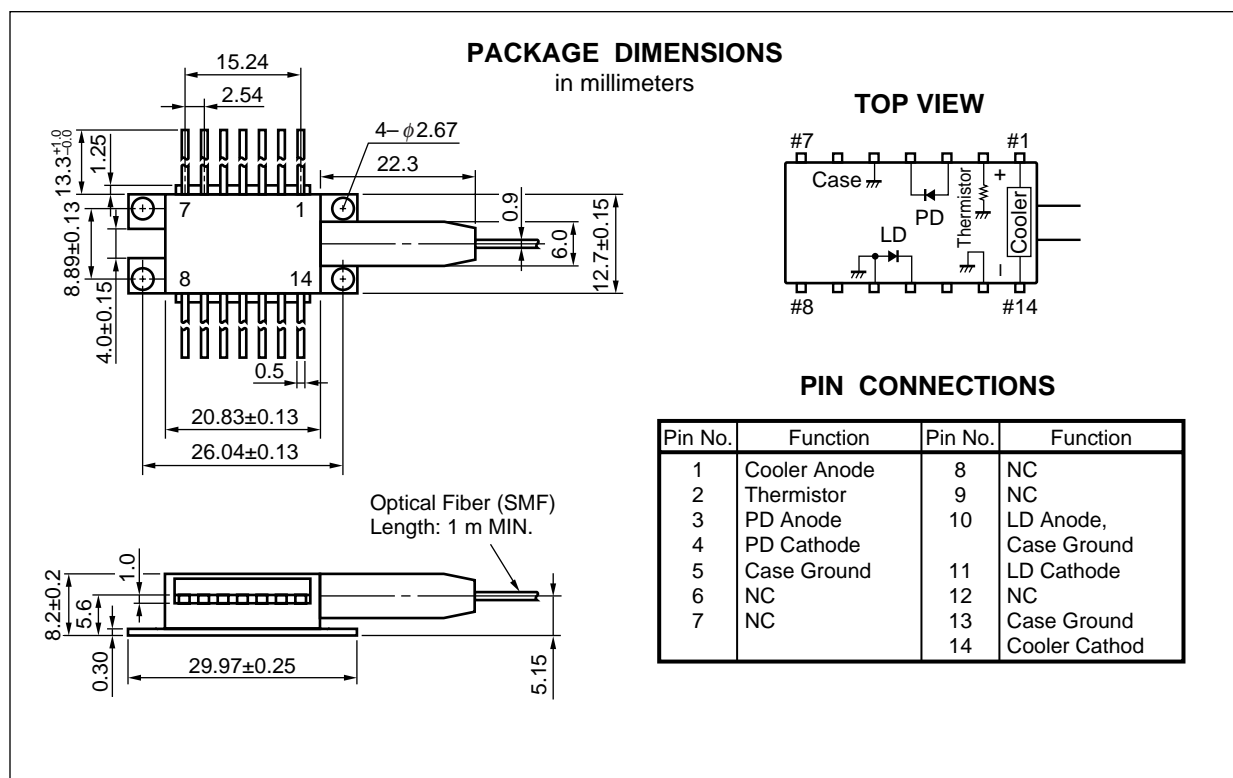 PACKAGE DIMENSIONS
in millimeters
15.24
2.54
13.3 +1.0 −0.0
1.25
4–φ2.67
22.3
7
1
0.9
6.0
12.7±0.15
8.89±0.13
4.0±0.15
8
14
0.5
20.83±0.13
26.04±0.13
Optical Fiber (SMF)
Length: 1 m MIN.
8.2±0.2
5.6
1.0
0.30
29.97±0.25
5.15
TOP VIEW
#7
#1
Case
PD
Thermistor
+
Cooler
LD
−
#8
#14
PIN CONNECTIONS
Pin No. Function Pin No. Function
1 Cooler Anode 8 NC
2 Thermistor 9 NC
3 PD Anode 10 LD Anode,
4 PD Cathode Case Ground
5 Case Ground 11 LD Cathode
6 NC 12 NC
7 NC 13 Case Ground
14 Cooler Cathod